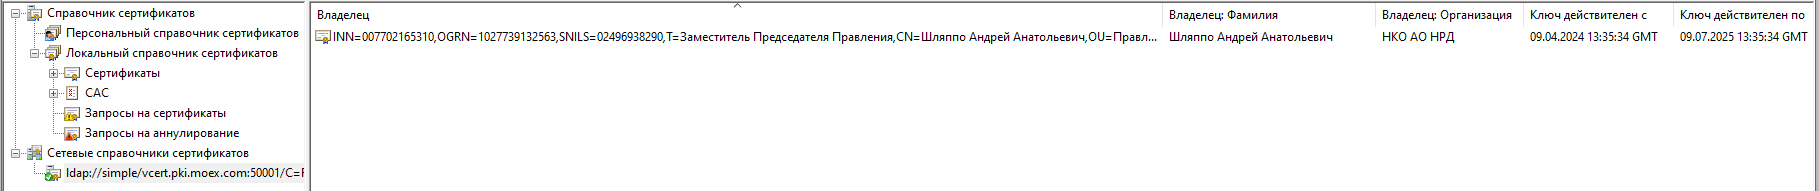 Справочник сертификатов
Персональный справочник сертификатов
Локальный справочник сертификатов
Сертификаты
САС
Запросы на сертификаты
Запросы на аннулирование
Сетевые справочники сертификатов
ldap://simple/vcert.pki.moex.com:50001/C=F
Владелец Владелец: Фамилия Владелец: Организация Ключ действителен с Ключ действителен по
INN=007702165310,OGRN=1027739132563,SNILS=02496938290,T=Заместитель Председателя Правления,CN=Шляппо Андрей Анатольевич,OU=Правл... Шляппо Андрей Анатольевич НКО АО НРД 09.04.2024 13:35:34 GMT 09.07.2025 13:35:34 GMT